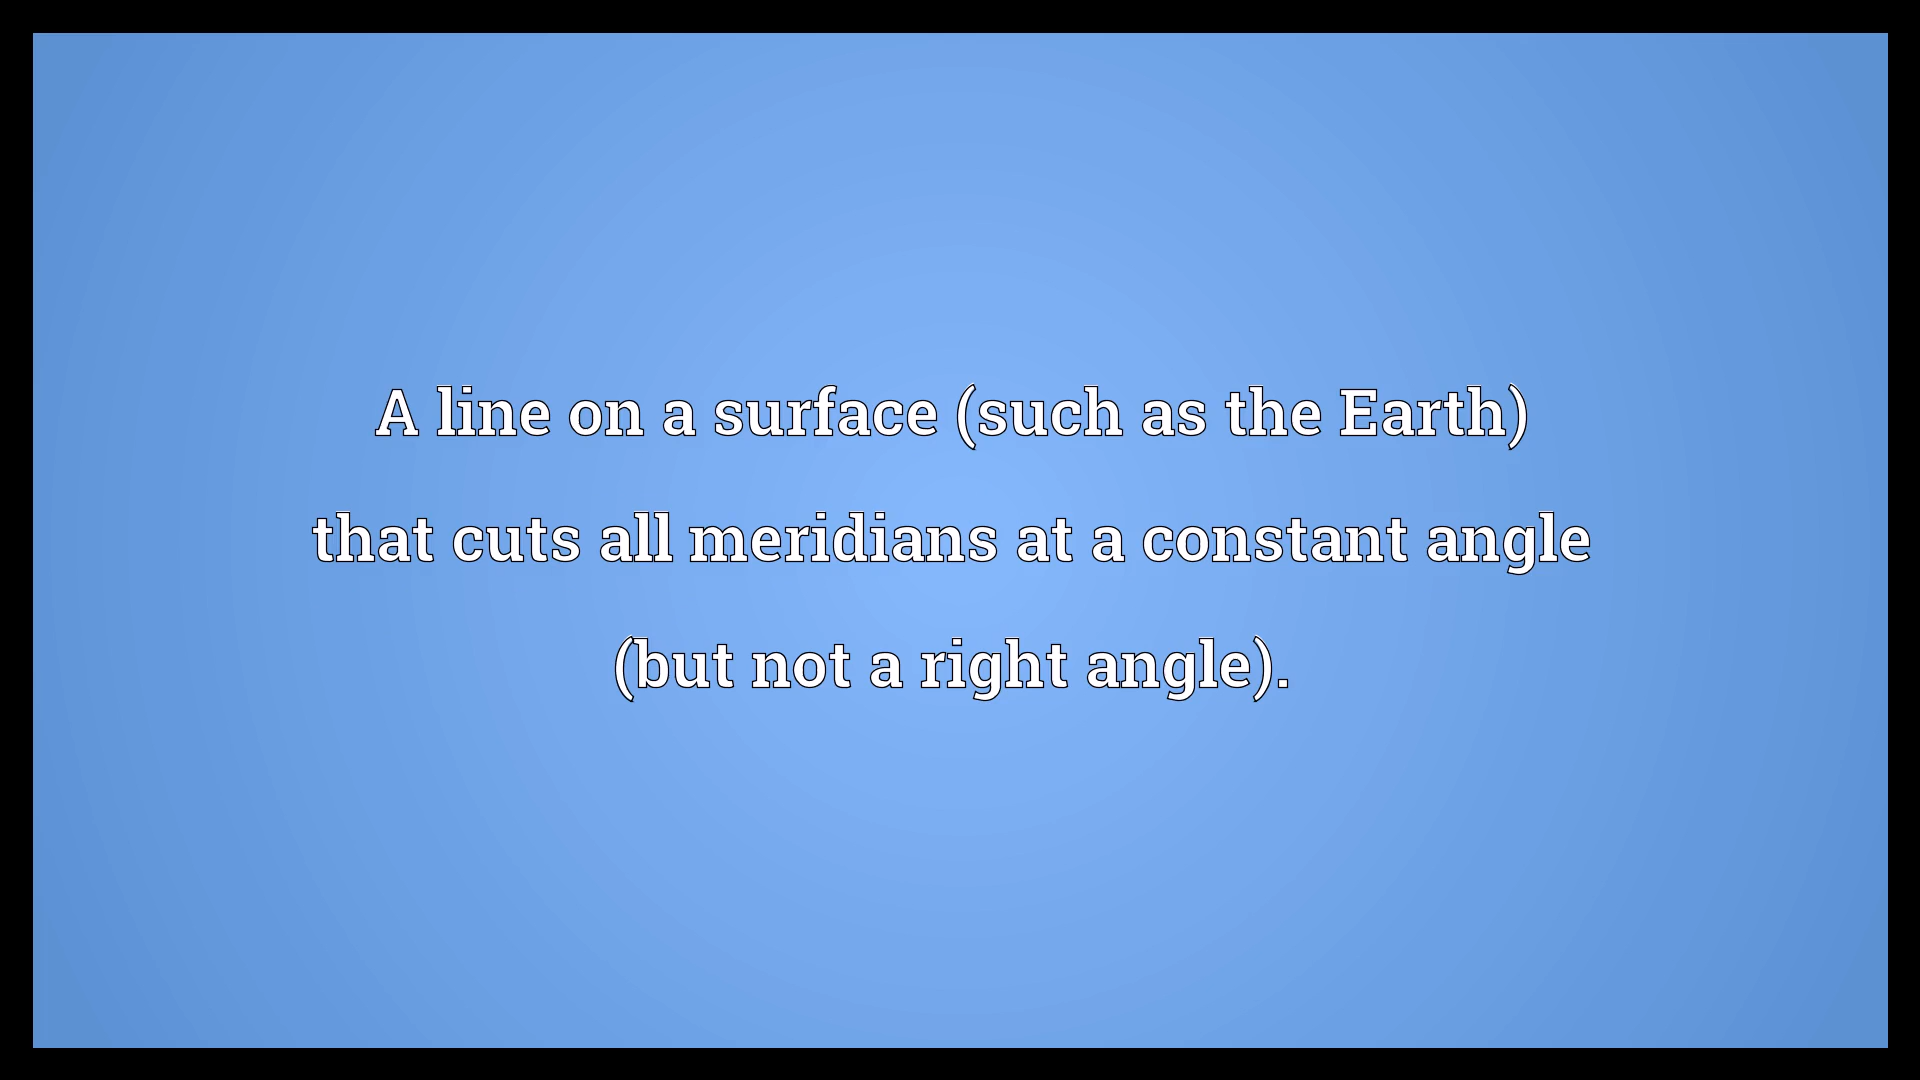 A line on a surface (such as the Earth)
that cuts all meridians at a constant angle
(but not a right angle).